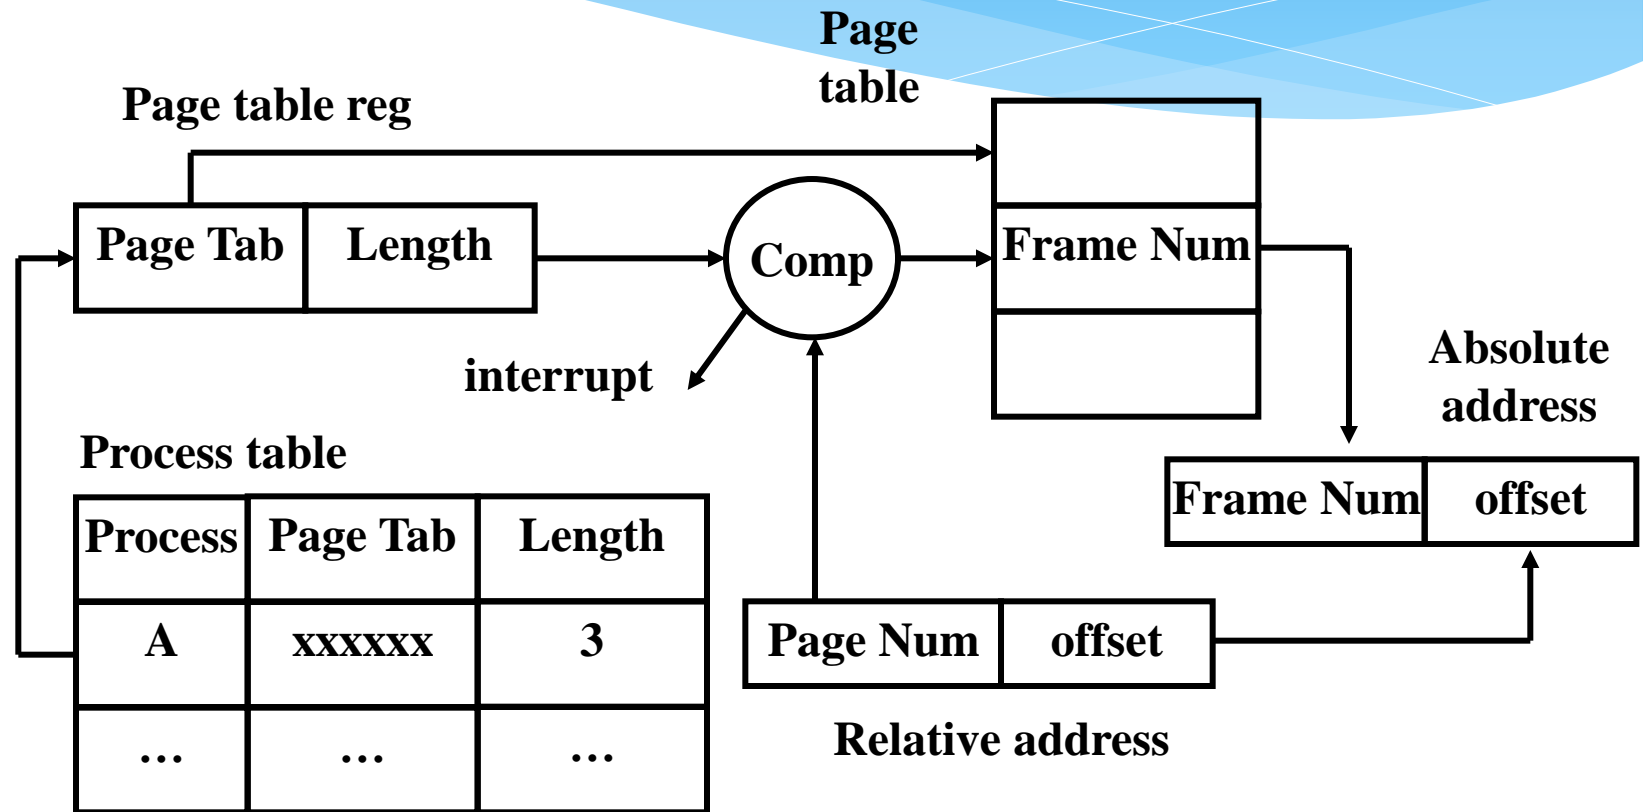 Page
table
Page table reg
Page Tab Length
Comp
Frame Num
interrupt
Absolute
address
Process table
Frame Num offset
Process Page Tab Length
A xxxxxx 3
Page Num offset
Relative address
... ... ...